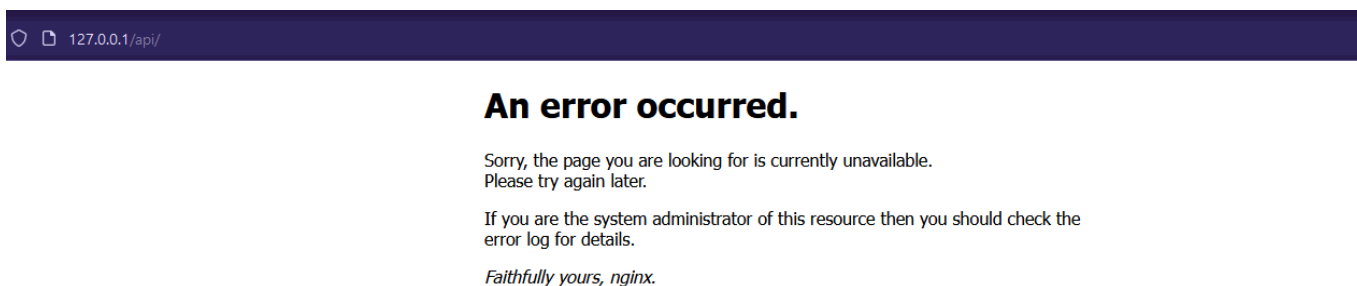 127.0.0.1/api/
An error occurred.
Sorry, the page you are looking for is currently unavailable.
Please try again later.
If you are the system administrator of this resource then you should check the
error log for details.
Faithfully yours, nginx.